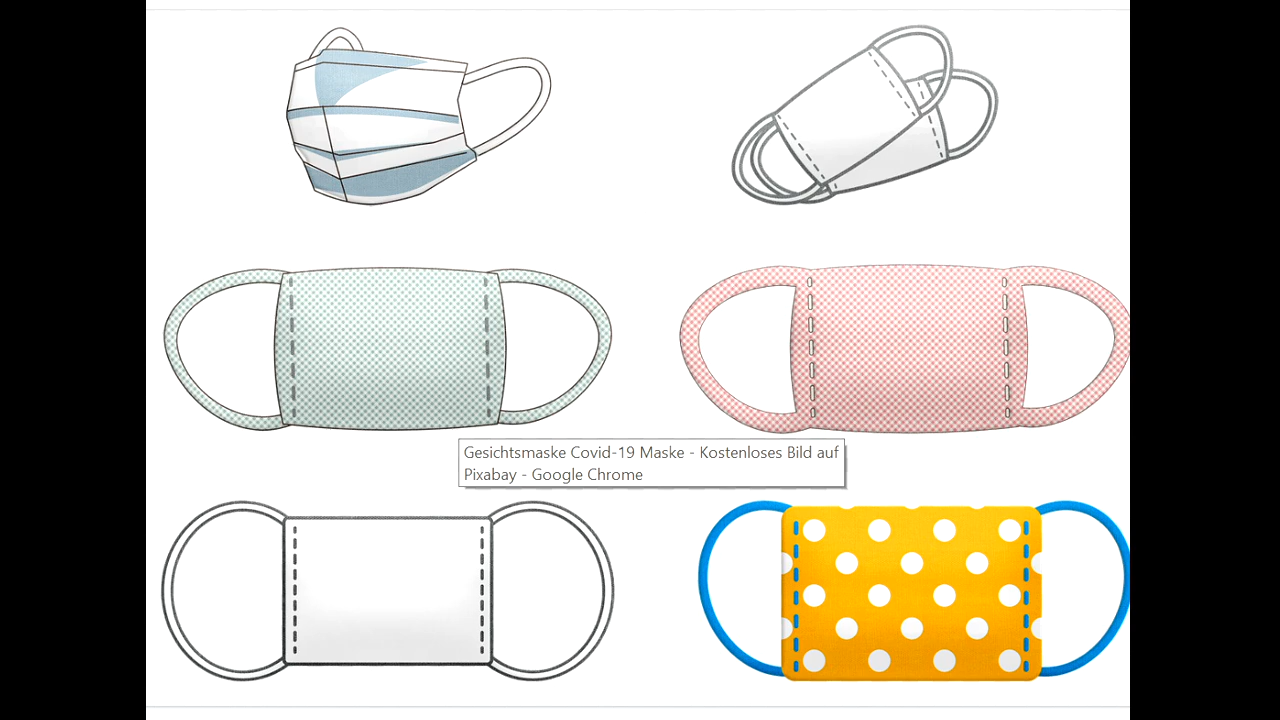 Gesichtsmaske Covid-19 Maske - Kostenloses Bild auf
Pixabay - Google Chrome